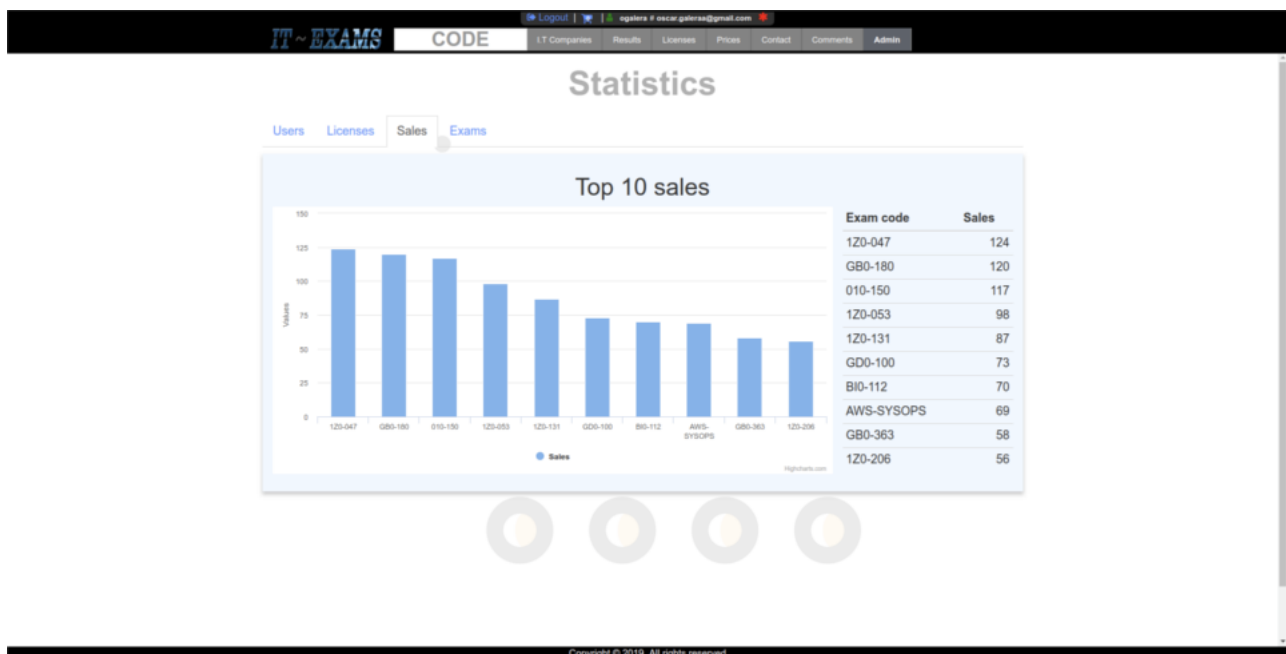 Logout | | ogalera # oscar.galeraa@gmail.com
IT ~ EXAMS CODE I.T Companies Results Licenses Prices Contact Comments Admin
Statistics
Users Licenses Sales Exams
Top 10 sales
150
125
100
75
50
25
0
Values
1Z0-047 GB0-180 010-150 1Z0-053 1Z0-131 GD0-100 BI0-112 AWS-SYSOPS GB0-363 1Z0-206
Sales
Highcharts.com
Exam code Sales
1Z0-047 124
GB0-180 120
010-150 117
1Z0-053 98
1Z0-131 87
GD0-100 73
BI0-112 70
AWS-SYSOPS 69
GB0-363 58
1Z0-206 56
Copyright © 2019. All rights reserved